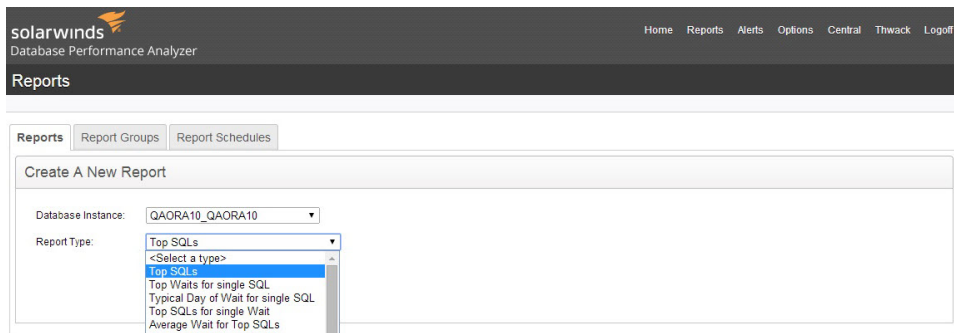 solarwinds
Database Performance Analyzer
Home Reports Alerts Options Central Thwack Logoff
Reports
Reports Report Groups Report Schedules
Create A New Report
Database Instance: QAORA10_QAORA10
Report Type: Top SQLs
<Select a type>
Top SQLs
Top Waits for single SQL
Typical Day of Wait for single SQL
Top SQLs for single Wait
Average Wait for Top SQLs